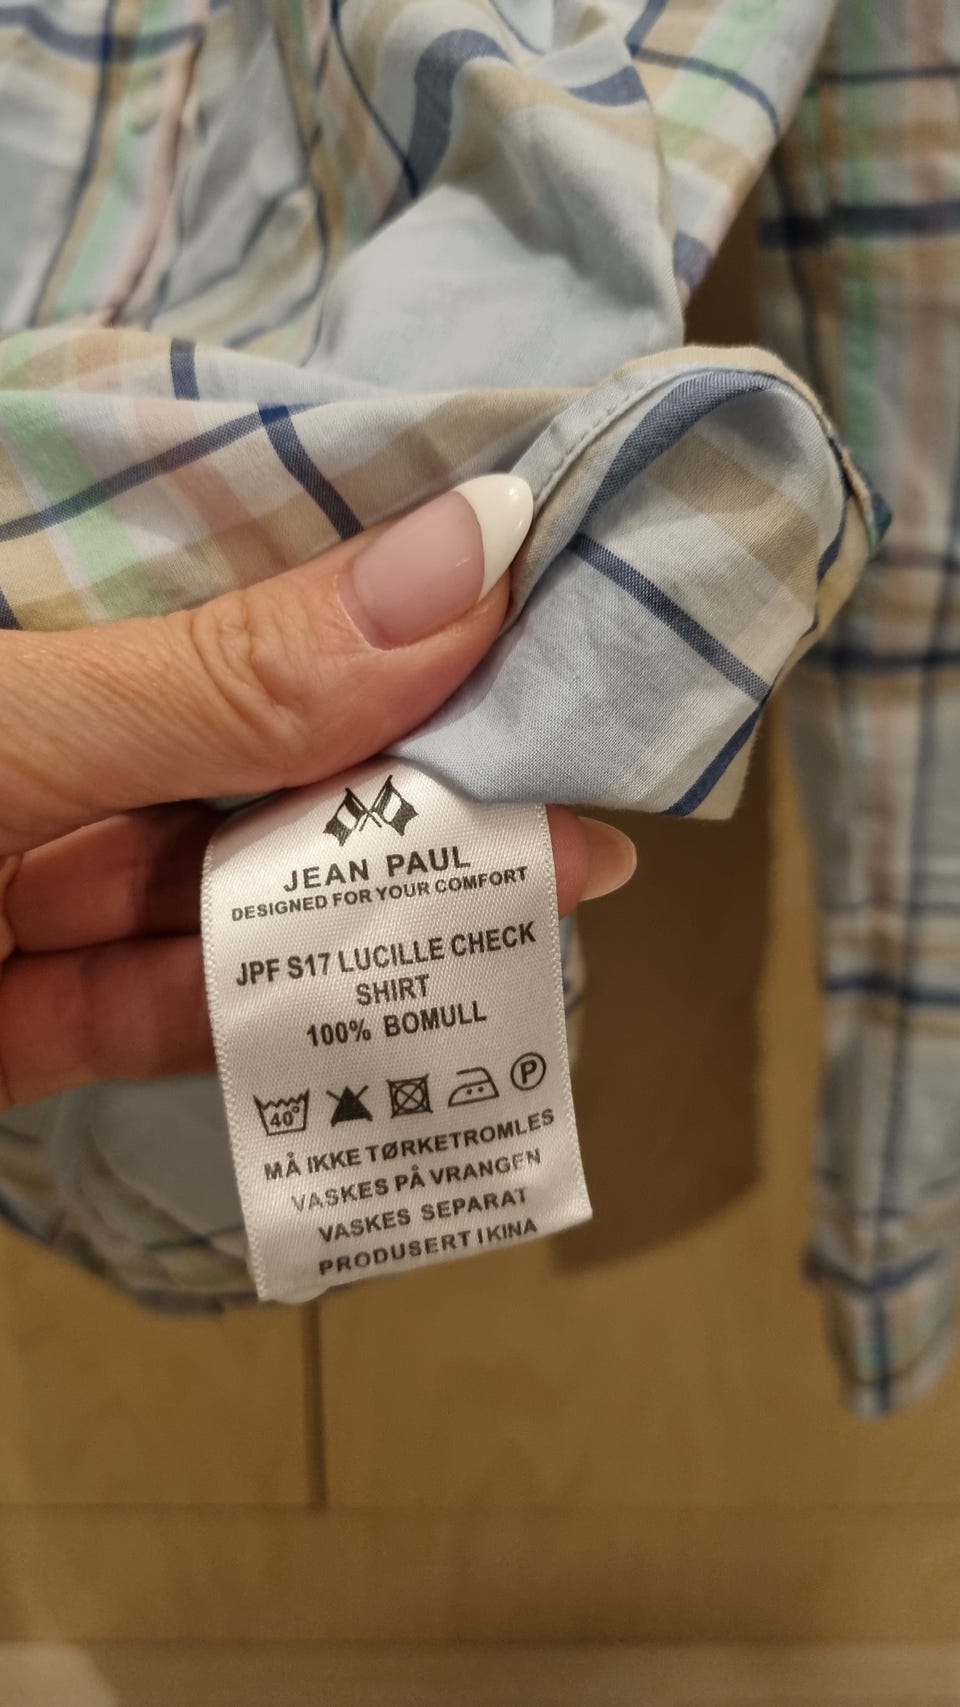 JEAN PAUL
DESIGNED FOR YOUR COMFORT
JPF S17 LUCILLE CHECK
SHIRT
100% BOMULL
40° P
MÅ IKKE TØRKETROMLES
VASKES PÅ VRANGEN
VASKES SEPARAT
PRODUSERT I KINA